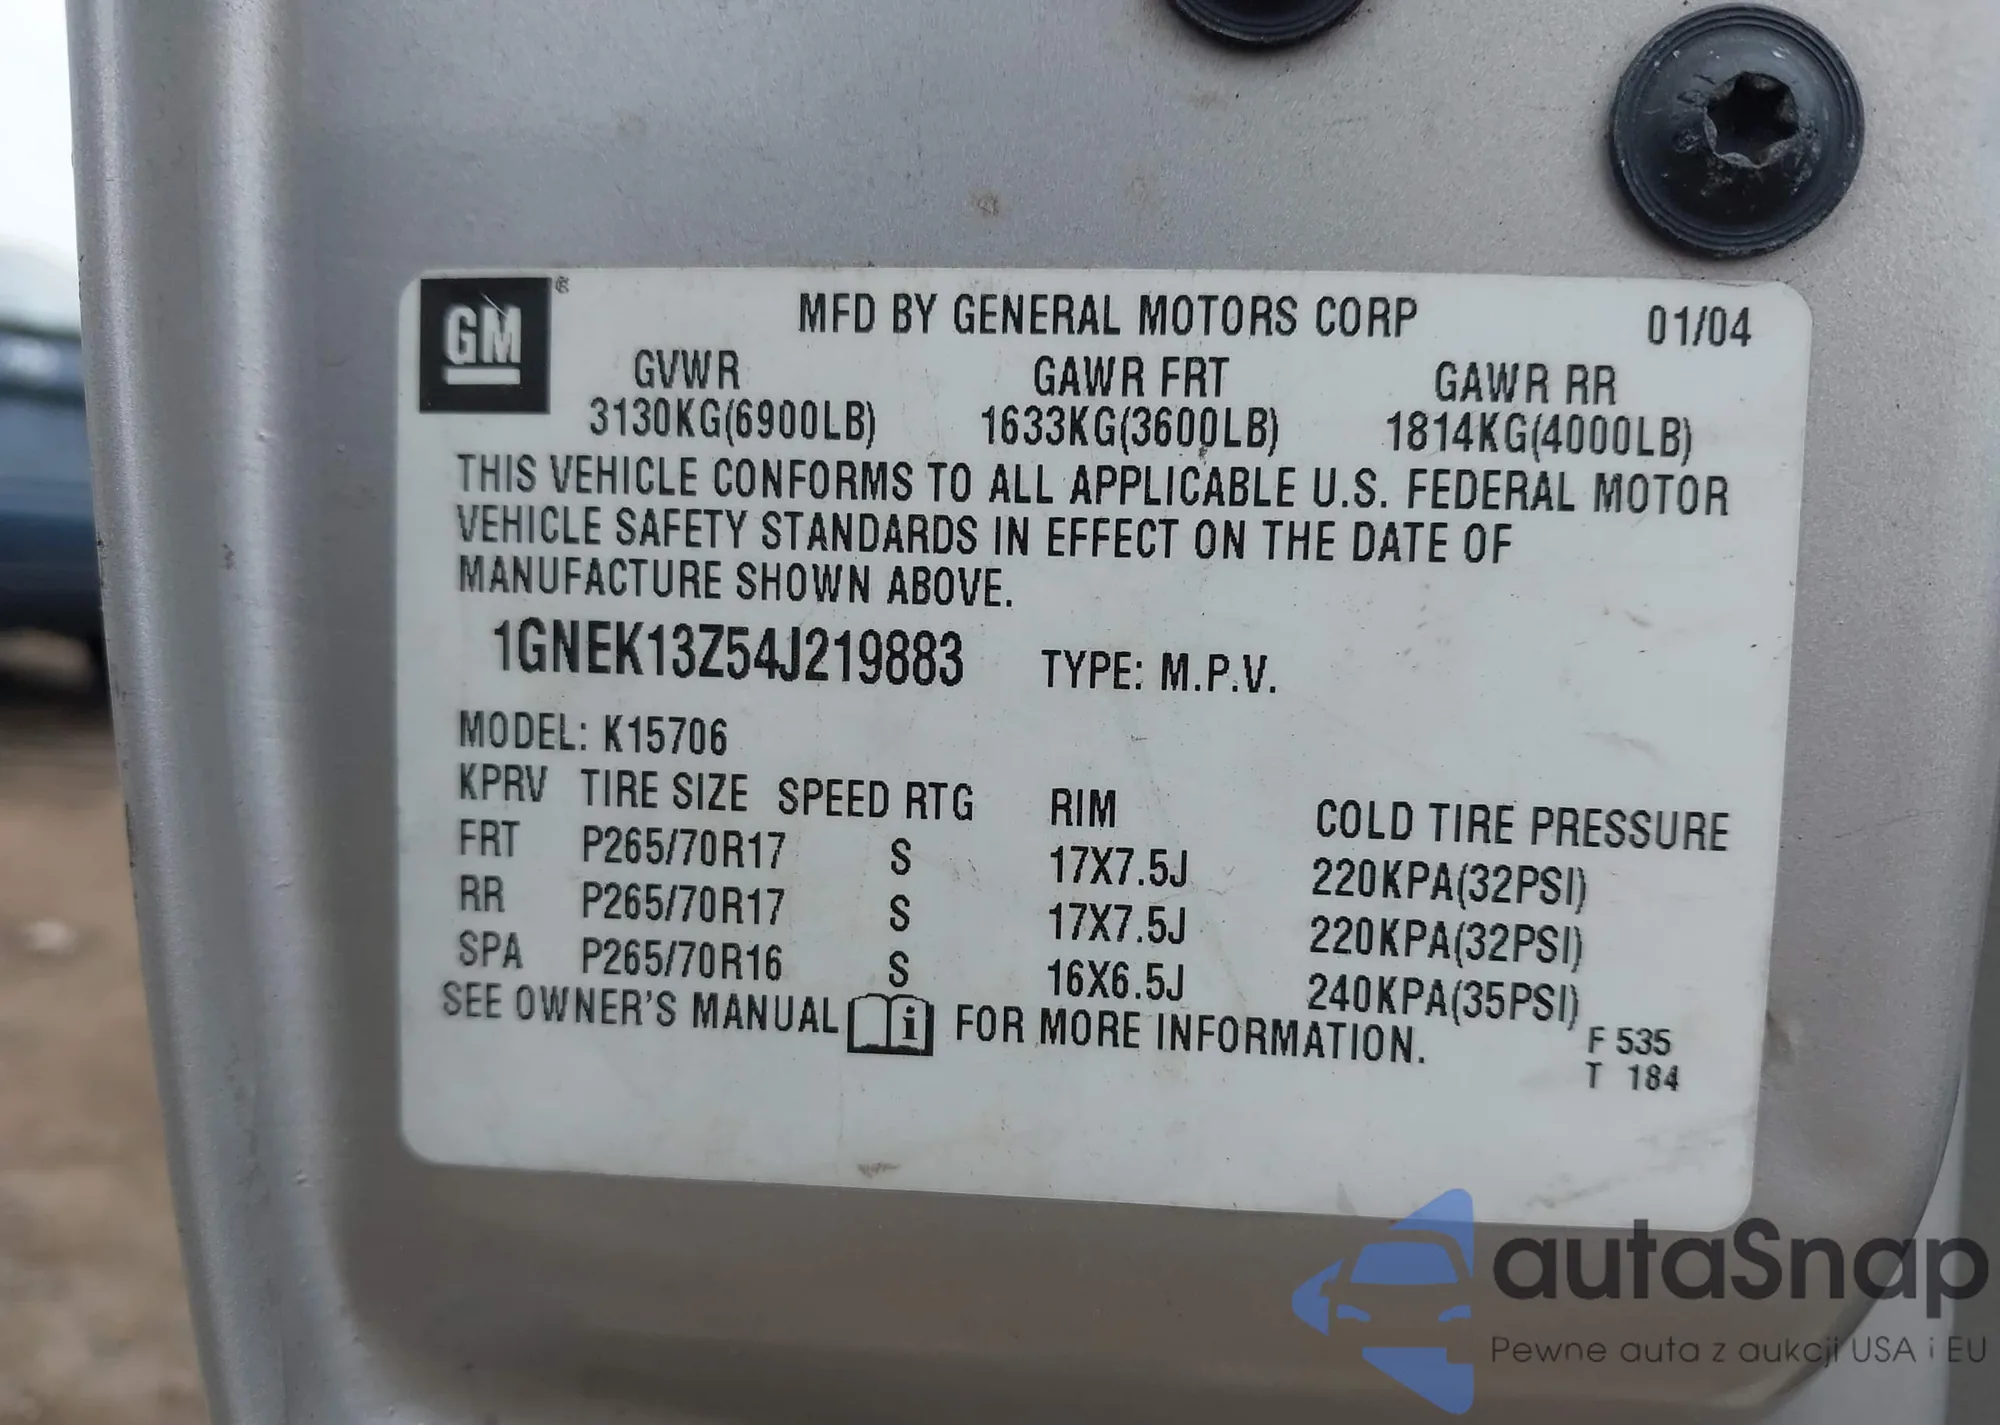 GM ®
MFD BY GENERAL MOTORS CORP 01/04
GVWR GAWR FRT GAWR RR
3130KG(6900LB) 1633KG(3600LB) 1814KG(4000LB)
THIS VEHICLE CONFORMS TO ALL APPLICABLE U.S. FEDERAL MOTOR
VEHICLE SAFETY STANDARDS IN EFFECT ON THE DATE OF
MANUFACTURE SHOWN ABOVE.
1GNEK13Z54J219883 TYPE: M.P.V.
MODEL: K15706
KPRV TIRE SIZE SPEED RTG RIM COLD TIRE PRESSURE
FRT P265/70R17 S 17X7.5J 220KPA(32PSI)
RR P265/70R17 S 17X7.5J 220KPA(32PSI)
SPA P265/70R16 S 16X6.5J 240KPA(35PSI)
SEE OWNER'S MANUAL i FOR MORE INFORMATION.
F 535
T 184
autaSnap
Pewne auta z aukcji USA i EU